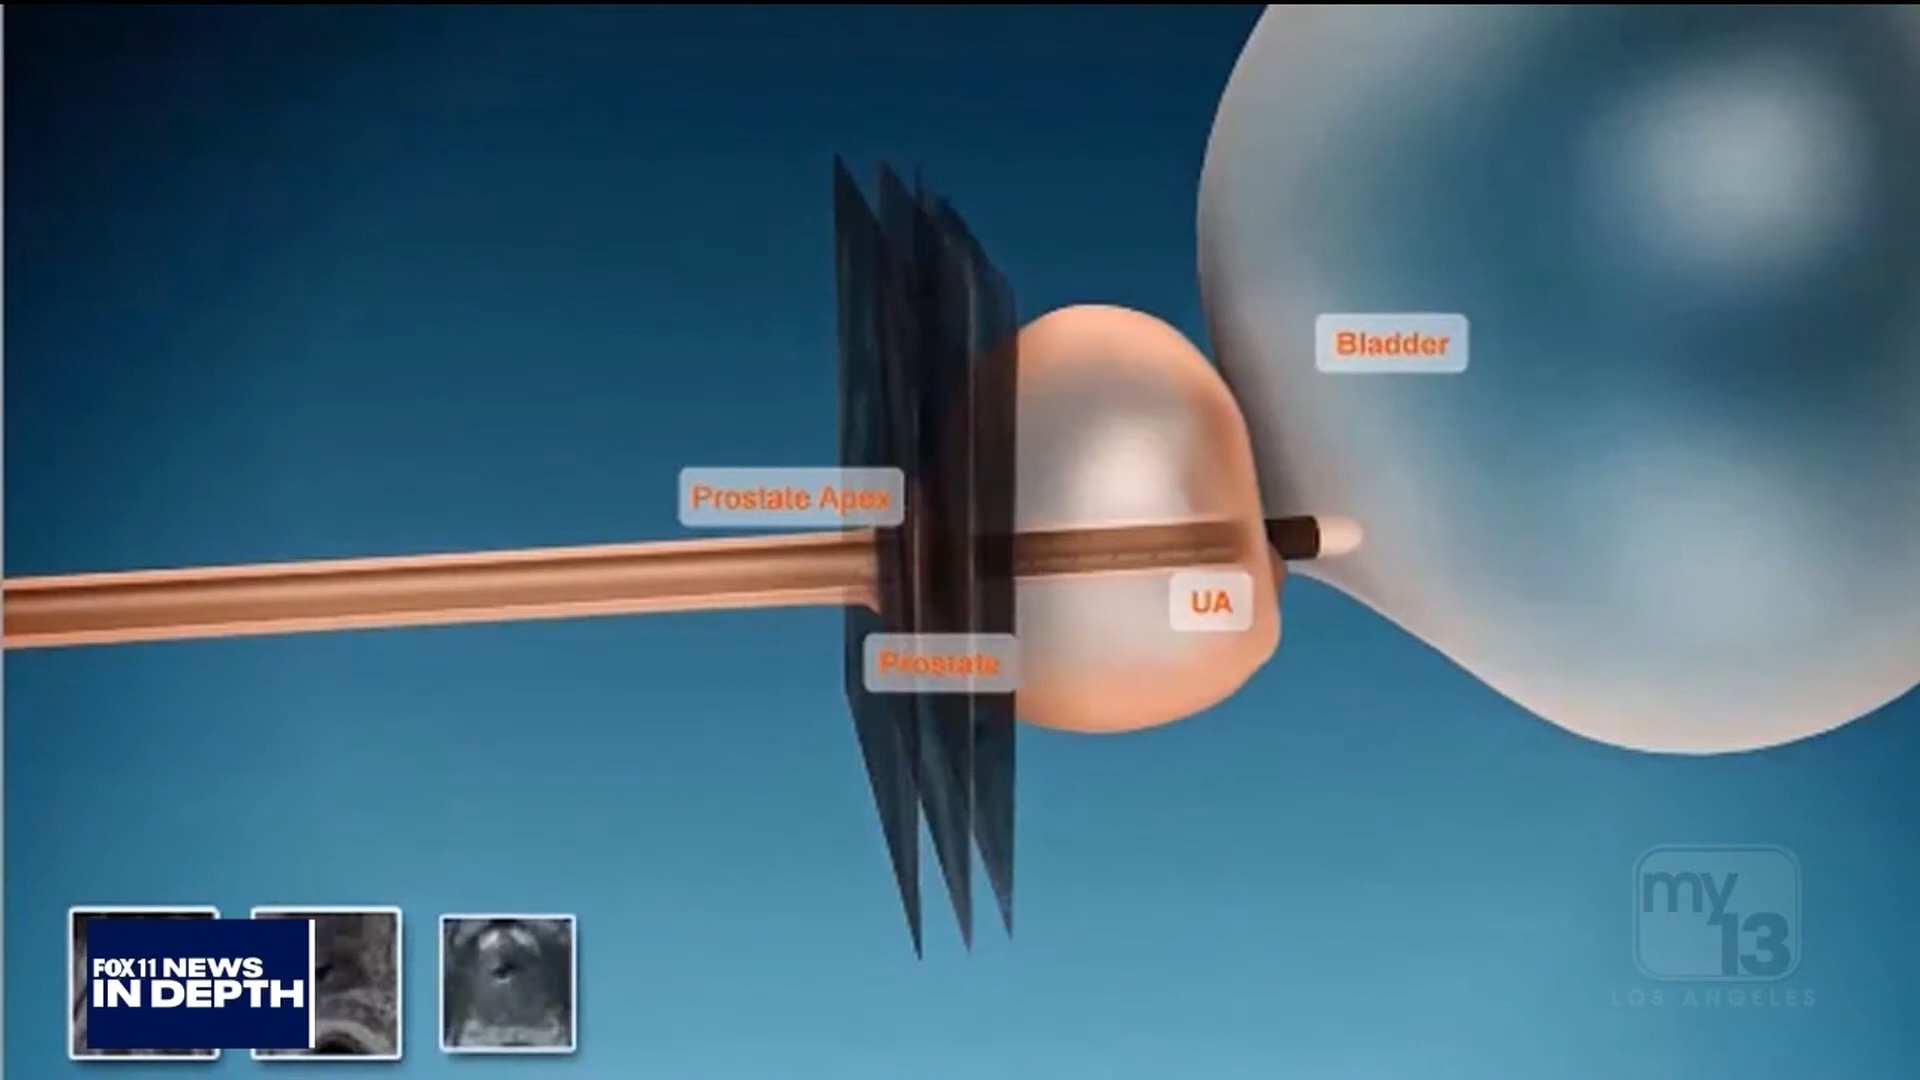 Bladder
Prostate Apex
UA
Prostate
FOX 11 NEWS
IN DEPTH
my
13
LOS ANGELES